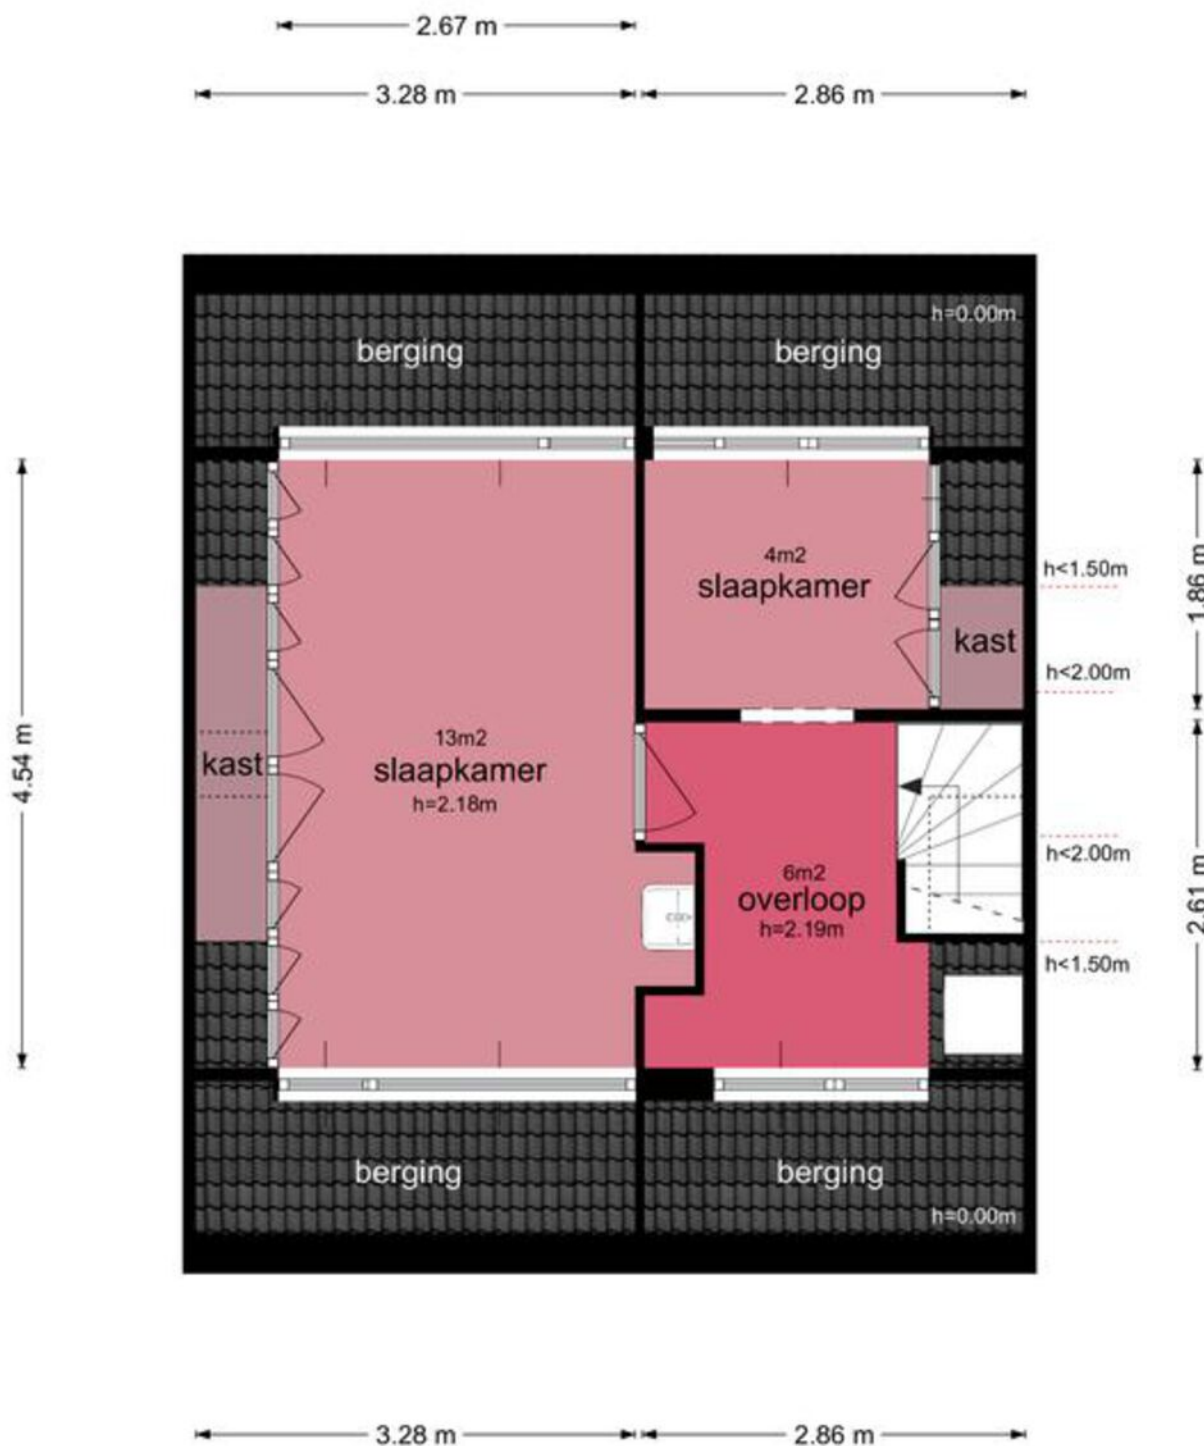 2.67 m
3.28 m
2.86 m
h=0.00m
berging
berging
4m2
slaapkamer
h<1.50m
1.86 m
kast
h<2.00m
13m2
slaapkamer
h=2.18m
kast
4.54 m
h<2.00m
6m2
overloop
h=2.19m
2.61 m
h<1.50m
berging
berging
h=0.00m
3.28 m
2.86 m